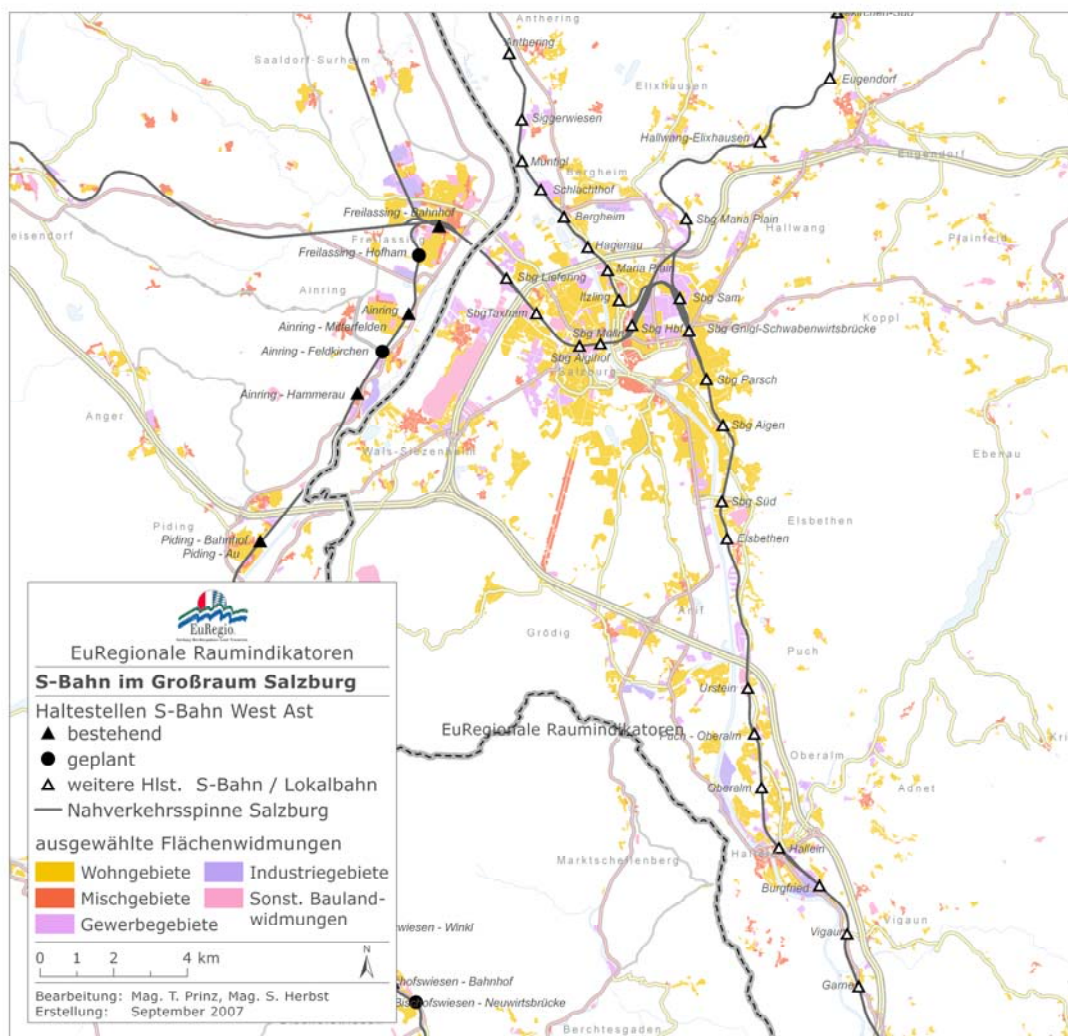 Anthering
Saaldorf-Surheim
Anthering
Elixhausen
Eugendorf
Siggerwiesen
Hallwang-Elixhausen
Eugendorf
Muntigl
Bergheim
Schlachthof
Freilassing - Bahnhof
Bergheim
Sbg Maria Plain
Hallwang
Plainfeld
Freilassing
Freilassing - Hofham
Hagenau
Maria Plain
Sbg Liefering
Ainring
Itzling
Sbg Sam
Ainring
Koppl
Ainring - Mitterfelden
Sbg Taxham
Sbg Hbf
Sbg Gnigl-Schwabenwirtsbrücke
Sbg Mülln
Ainring - Feldkirchen
Sbg Aiglhof
Salzburg
Sbg Parsch
Ainring - Hammerau
Anger
Sbg Aigen
Wals-Siezenheim
Ebenau
Sbg Süd
Elsbethen
Piding
Piding - Bahnhof
Elsbethen
Piding - Au
Anif
Grödig
Puch
Urstein
EuRegio
EuRegionale Raumindikatoren
S-Bahn im Großraum Salzburg
Haltestellen S-Bahn West Ast
bestehend
geplant
weitere Hlst. S-Bahn / Lokalbahn
Nahverkehrsspinne Salzburg
ausgewählte Flächenwidmungen
Wohngebiete
Industriegebiete
Mischgebiete
Sonst. Bauland-
widmungen
Gewerbegebiete
0 1 2 4 km
N
Bearbeitung: Mag. T. Prinz, Mag. S. Herbst
Erstellung: September 2007
EuRegionale Raumindikatoren
Puch - Oberalm
Oberalm
Oberalm
Adnet
Marktschellenberg
Hallein
Burgfried
Vigaun
Vigaun
wiesen - Winkl
chofswiesen - Bahnhof
Bischofswiesen - Neuwirtsbrücke
Berchtesgaden